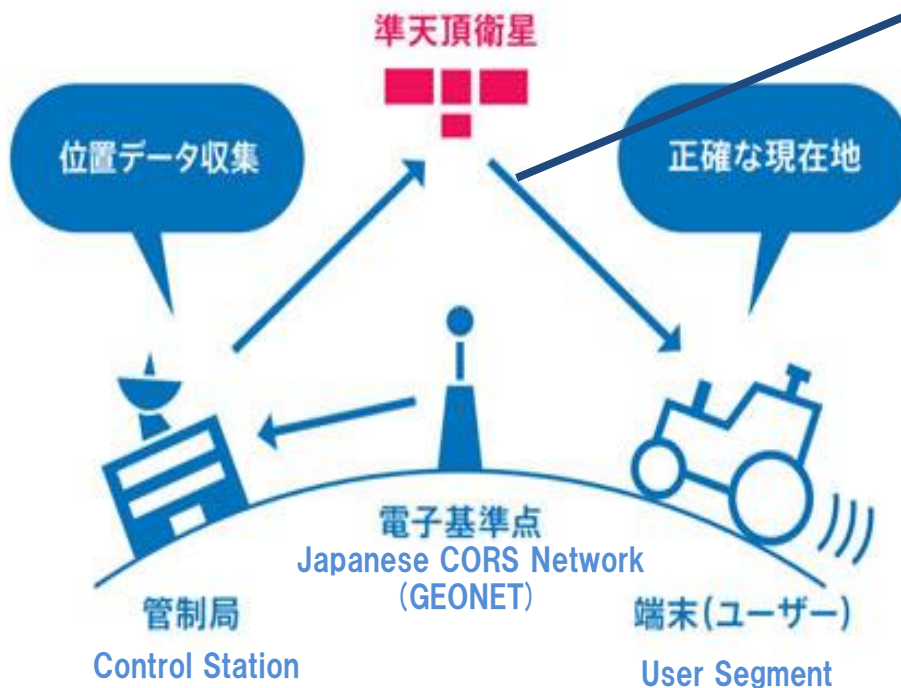 準天頂衛星
位置データ収集
正確な現在地
電子基準点
Japanese CORS Network
(GEONET)
管制局
Control Station
端末(ユーザー)
User Segment